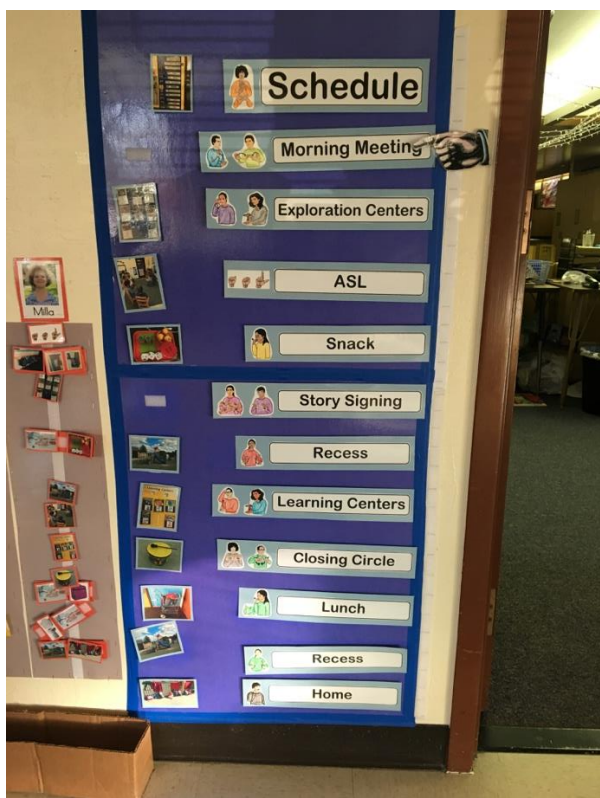 Schedule
Morning Meeting
Exploration Centers
ASL
Snack
Story Signing
Recess
Learning Centers
Closing Circle
Lunch
Recess
Home
Milla